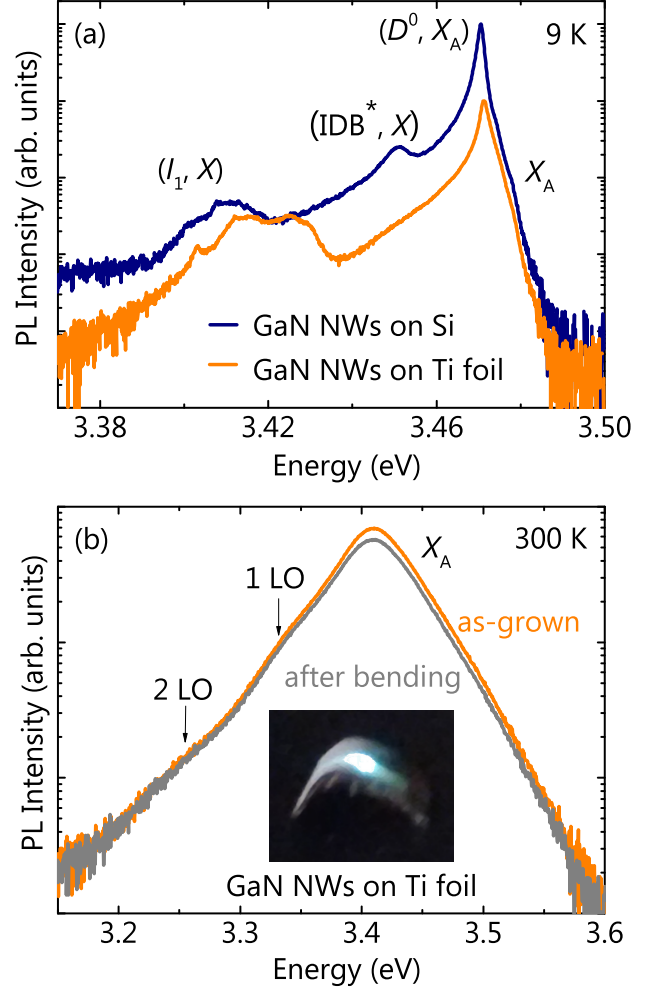 (a)
(D⁰, X_A)
9 K
(IDB*, X)
(I₁, X)
X_A
PL Intensity (arb. units)
GaN NWs on Si
GaN NWs on Ti foil
3.38 3.42 3.46 3.50
Energy (eV)
(b)
X_A
300 K
1 LO
as-grown
after bending
2 LO
PL Intensity (arb. units)
GaN NWs on Ti foil
3.2 3.3 3.4 3.5 3.6
Energy (eV)